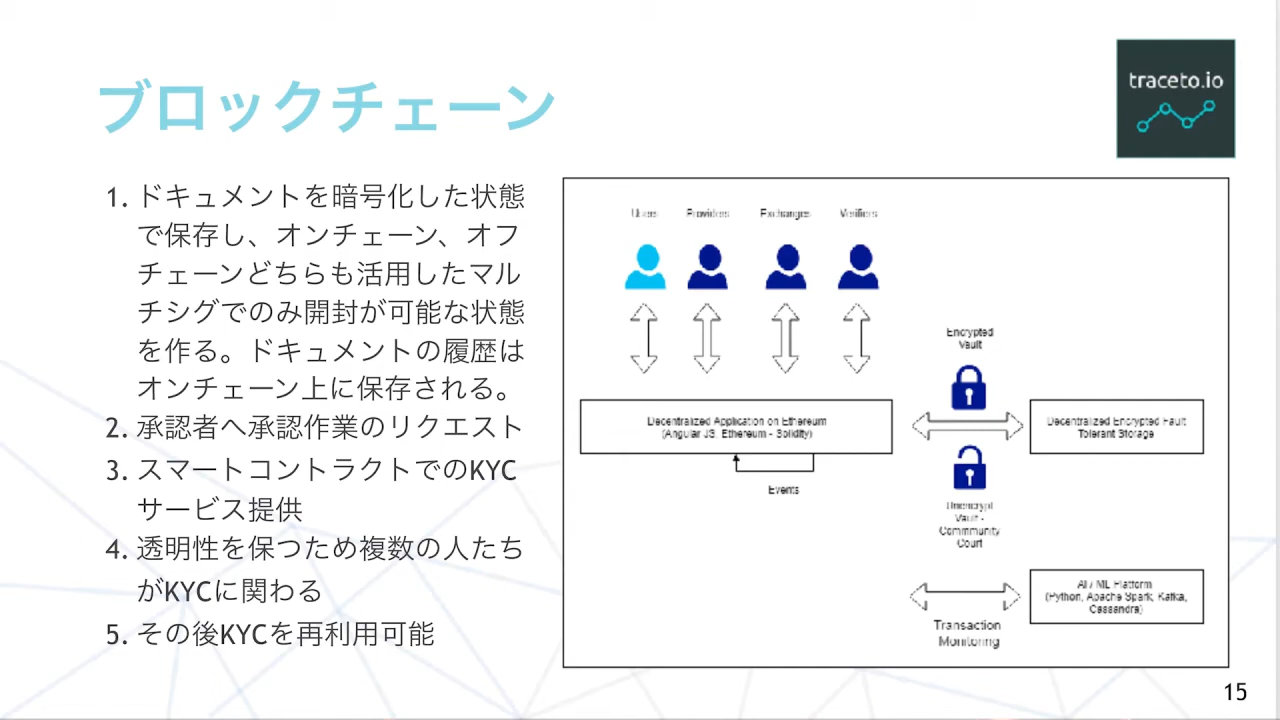 ブロックチェーン
traceto.io
1. ドキュメントを暗号化した状態
で保存し、オンチェーン、オフ
チェーンどちらも活用したマル
チシグでのみ開封が可能な状態
を作る。ドキュメントの履歴は
オンチェーン上に保存される。
2. 承認者へ承認作業のリクエスト
3. スマートコントラクトでのKYC
サービス提供
4. 透明性を保つため複数の人たち
がKYCに関わる
5. その後KYCを再利用可能
Users Providers Exchanges Verifiers
Encrypted
Vault
Decentralized Application on Ethereum
(Angular JS, Ethereum - Solidity)
Decentralized Encrypted Fault
Tolerant Storage
Events
Unencrypt
Vault -
Commmunity
Court
AI / ML Platform
(Python, Apache Spark, Kafka,
Cassandra)
Transaction
Monitoring
15